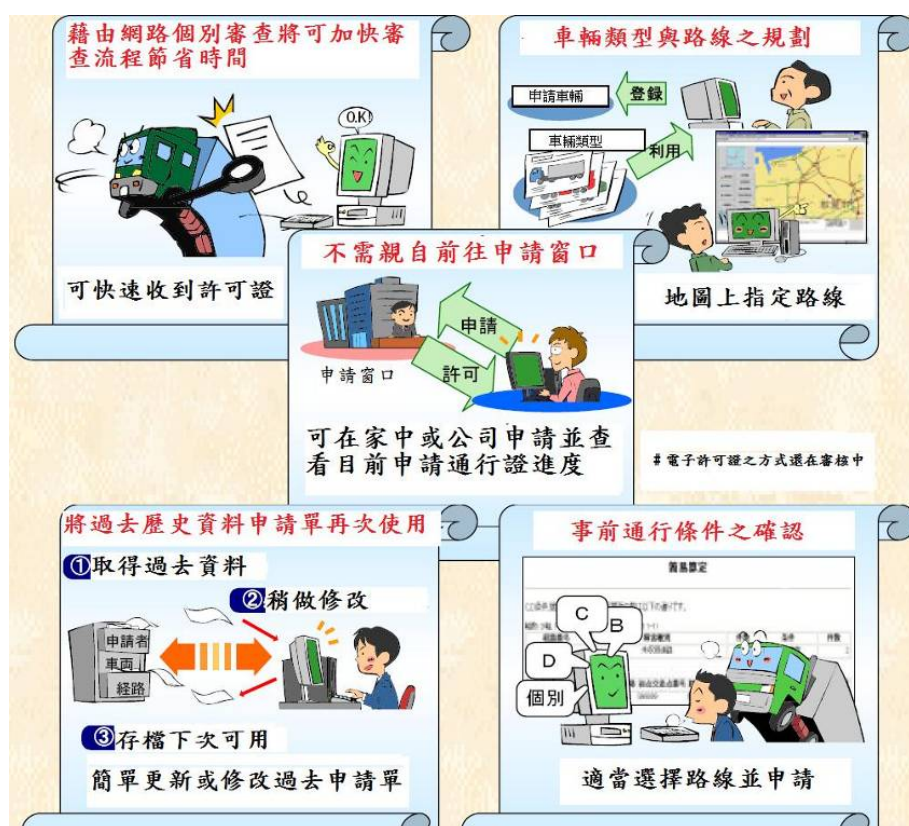 藉由網路個別審查將可加快審
查流程節省時間
O.K!
可快速收到許可證
車輛類型與路線之規劃
申請車輛
登録
車輛類型
利用
地圖上指定路線
不需親自前往申請窗口
申請
許可
申請窗口
可在家中或公司申請並查
看目前申請通行證進度
#電子許可證之方式還在審核中
將過去歷史資料申請單再次使用
①取得過去資料
②稍做修改
申請者
車両
経路
③存檔下次可用
簡單更新或修改過去申請單
事前通行條件之確認
簡易算定
C
B
D
個別
適當選擇路線並申請